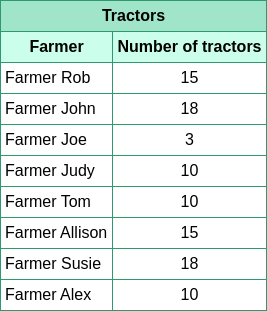 Tractors
Farmer Number of tractors
Farmer Rob 15
Farmer John 18
Farmer Joe 3
Farmer Judy 10
Farmer Tom 10
Farmer Allison 15
Farmer Susie 18
Farmer Alex 10